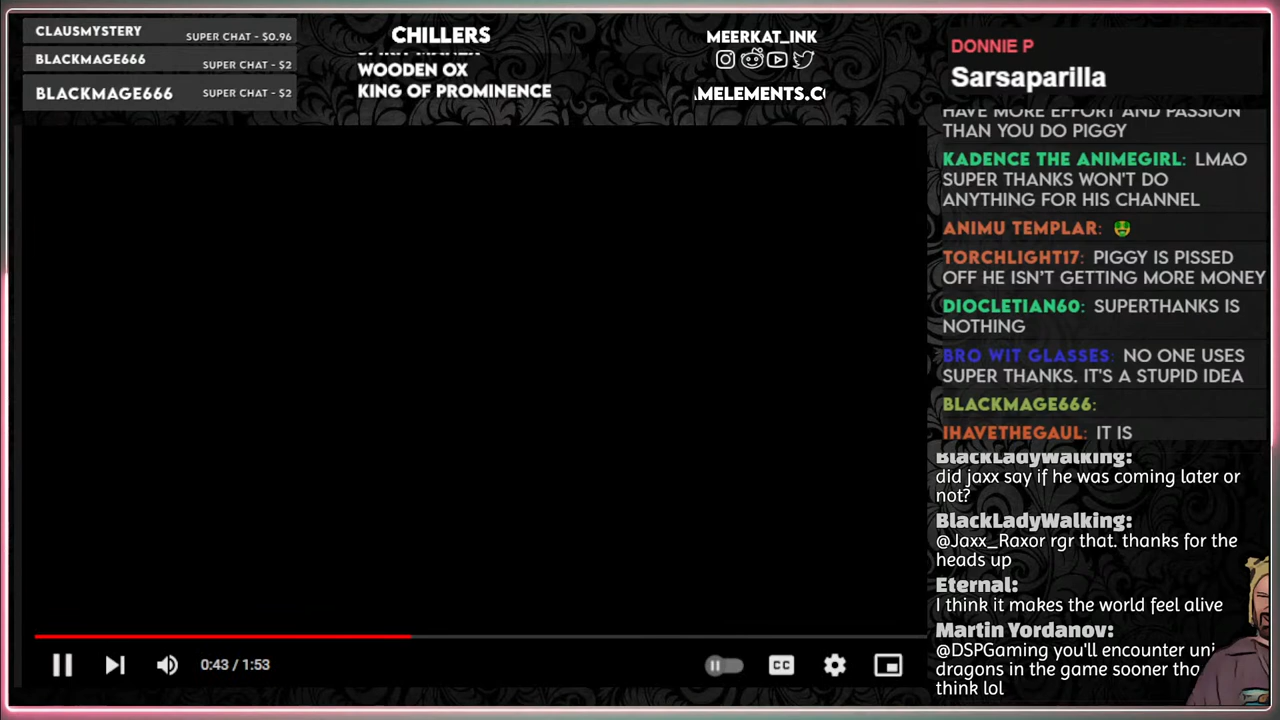 CLAUSMYSTERY SUPER CHAT - $0.96
BLACKMAGE666 SUPER CHAT - $2
BLACKMAGE666 SUPER CHAT - $2
CHILLERS
WOODEN OX
KING OF PROMINENCE
MEERKAT_INK
AMELEMENTS.C
DONNIE P
Sarsaparilla
HAVE MORE EFFORT AND PASSION
THAN YOU DO PIGGY
KADENCE THE ANIMEGIRL: LMAO
SUPER THANKS WON'T DO
ANYTHING FOR HIS CHANNEL
ANIMU TEMPLAR:
TORCHLIGHT17: PIGGY IS PISSED
OFF HE ISN'T GETTING MORE MONEY
DIOCLETIAN60: SUPERTHANKS IS
NOTHING
BRO WIT GLASSES: NO ONE USES
SUPER THANKS. IT'S A STUPID IDEA
BLACKMAGE666:
IHAVETHEGAUL: IT IS
BlackLadyWalking:
did jaxx say if he was coming later or
not?
BlackLadyWalking:
@Jaxx_Raxor rgr that. thanks for the
heads up
Eternal:
I think it makes the world feel alive
Martin Yordanov:
@DSPGaming you'll encounter uni
dragons in the game sooner tha
think lol
0:43 / 1:53
CC